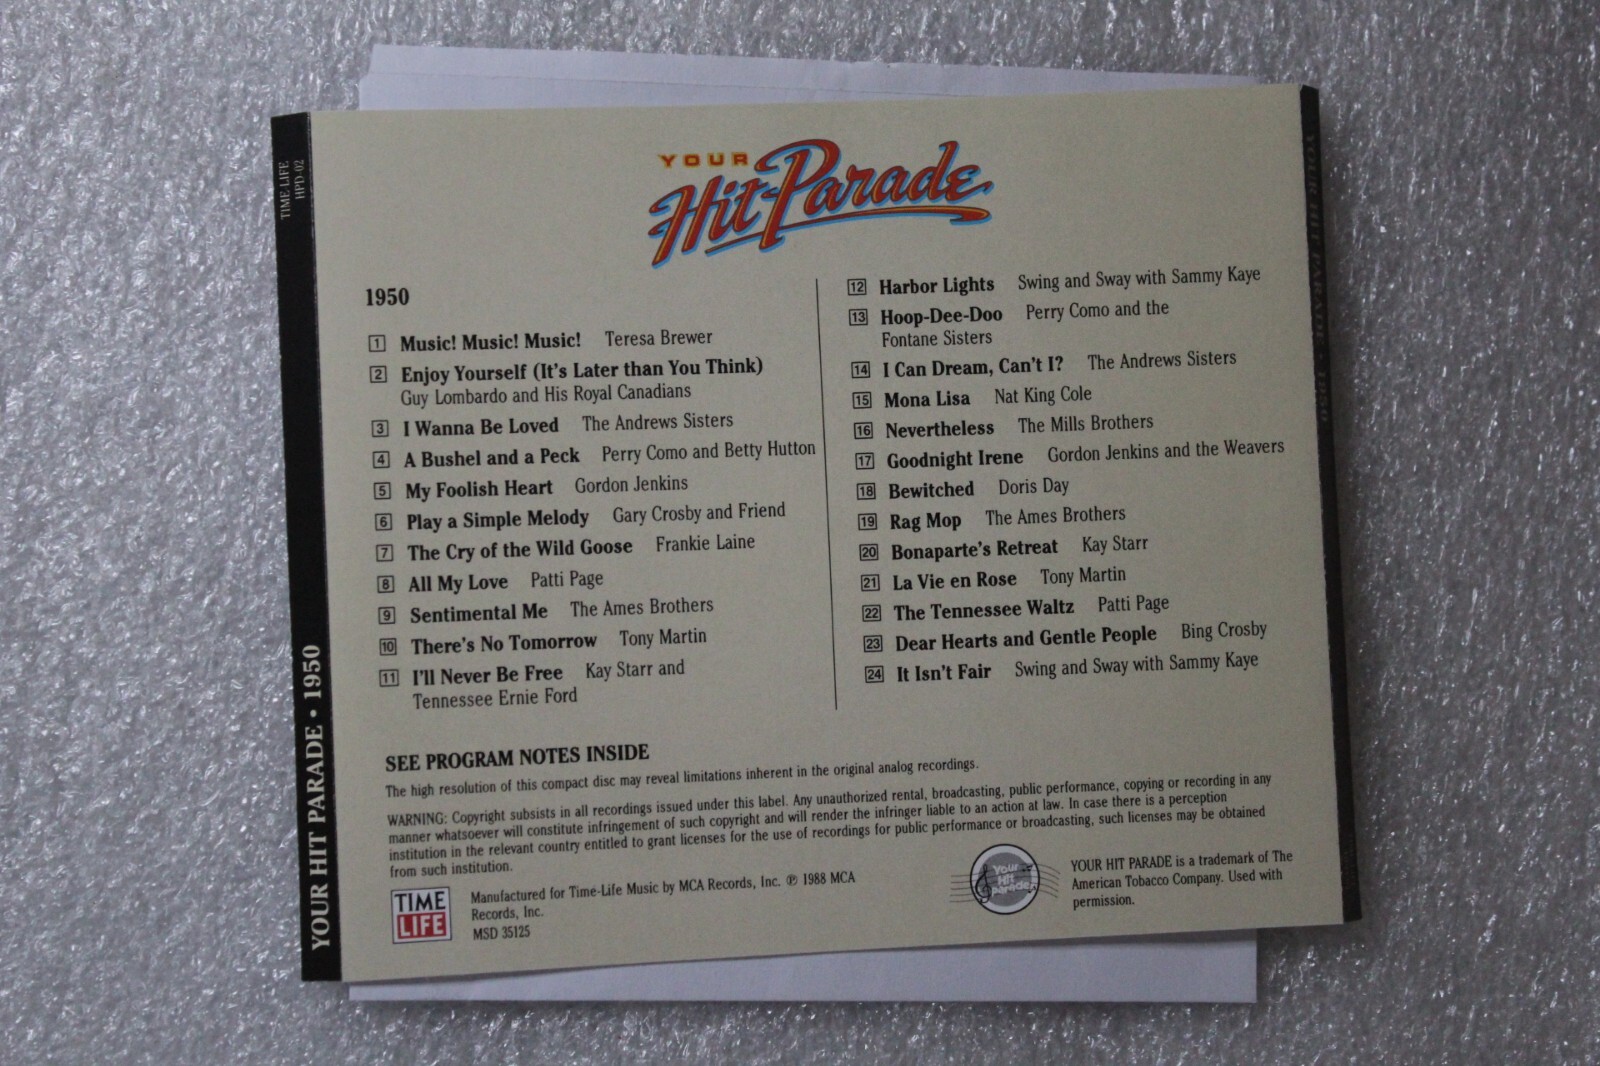 TIME-LIFE
HPD-02
YOUR HIT PARADE • 1950
YOUR
Hit-Parade
1950
1 Music! Music! Music! Teresa Brewer
2 Enjoy Yourself (It's Later than You Think)
Guy Lombardo and His Royal Canadians
3 I Wanna Be Loved The Andrews Sisters
4 A Bushel and a Peck Perry Como and Betty Hutton
5 My Foolish Heart Gordon Jenkins
6 Play a Simple Melody Gary Crosby and Friend
7 The Cry of the Wild Goose Frankie Laine
8 All My Love Patti Page
9 Sentimental Me The Ames Brothers
10 There's No Tomorrow Tony Martin
11 I'll Never Be Free Kay Starr and
Tennessee Ernie Ford
12 Harbor Lights Swing and Sway with Sammy Kaye
13 Hoop-Dee-Doo Perry Como and the
Fontane Sisters
14 I Can Dream, Can't I? The Andrews Sisters
15 Mona Lisa Nat King Cole
16 Nevertheless The Mills Brothers
17 Goodnight Irene Gordon Jenkins and the Weavers
18 Bewitched Doris Day
19 Rag Mop The Ames Brothers
20 Bonaparte's Retreat Kay Starr
21 La Vie en Rose Tony Martin
22 The Tennessee Waltz Patti Page
23 Dear Hearts and Gentle People Bing Crosby
24 It Isn't Fair Swing and Sway with Sammy Kaye
SEE PROGRAM NOTES INSIDE
The high resolution of this compact disc may reveal limitations inherent in the original analog recordings.
WARNING: Copyright subsists in all recordings issued under this label. Any unauthorized rental, broadcasting, public performance, copying or recording in any
manner whatsoever will constitute infringement of such copyright and will render the infringer liable to an action at law. In case there is a perception
institution in the relevant country entitled to grant licenses for the use of recordings for public performance or broadcasting, such licenses may be obtained
from such institution.
TIME
LIFE
Manufactured for Time-Life Music by MCA Records, Inc. ℗ 1988 MCA
Records, Inc.
MSD 35125
Your
Hit
Parade
YOUR HIT PARADE is a trademark of The
American Tobacco Company. Used with
permission.
YOUR HIT PARADE • 1950